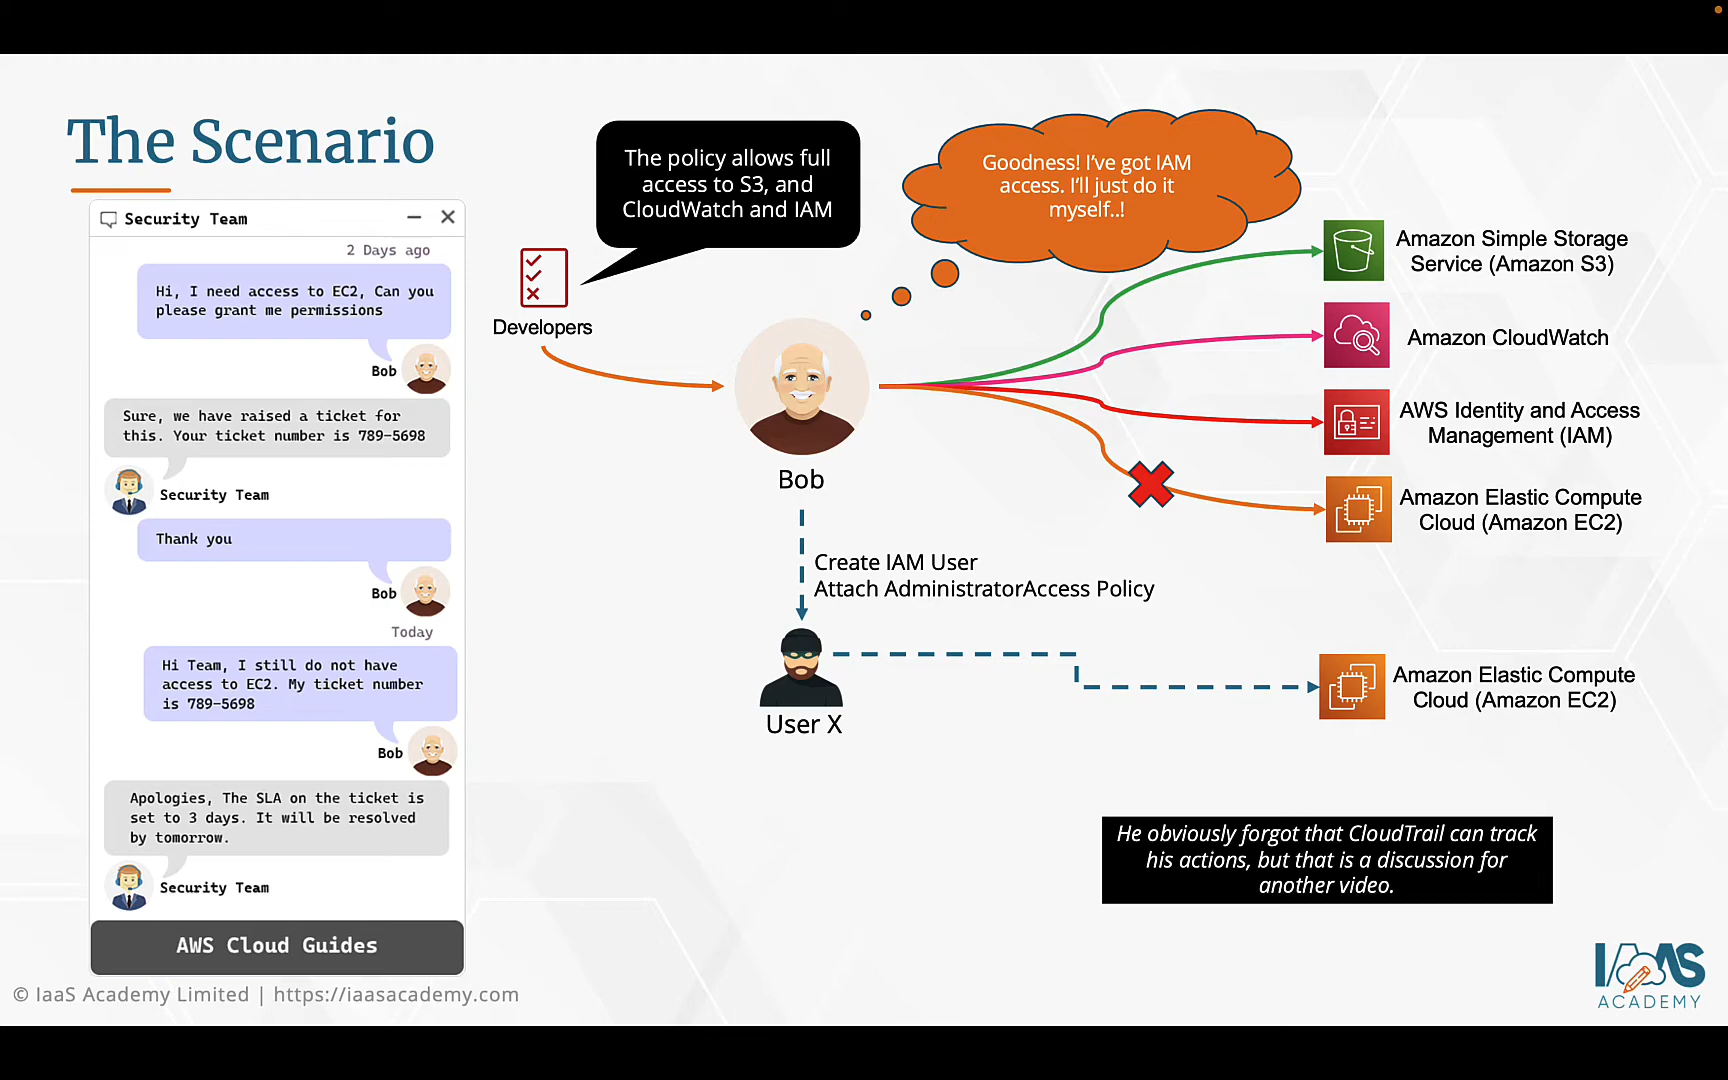 The Scenario
Security Team
2 Days ago
Hi, I need access to EC2, Can you
please grant me permissions
Bob
Sure, we have raised a ticket for
this. Your ticket number is 789-5698
Security Team
Thank you
Bob
Today
Hi Team, I still do not have
access to EC2. My ticket number
is 789-5698
Bob
Apologies, The SLA on the ticket is
set to 3 days. It will be resolved
by tomorrow.
Security Team
AWS Cloud Guides
The policy allows full
access to S3, and
CloudWatch and IAM
Developers
Goodness! I've got IAM
access. I'll just do it
myself..!
Bob
Amazon Simple Storage
Service (Amazon S3)
Amazon CloudWatch
AWS Identity and Access
Management (IAM)
Amazon Elastic Compute
Cloud (Amazon EC2)
Create IAM User
Attach AdministratorAccess Policy
User X
Amazon Elastic Compute
Cloud (Amazon EC2)
He obviously forgot that CloudTrail can track
his actions, but that is a discussion for
another video.
© IaaS Academy Limited | https://iaasacademy.com
IAAS
ACADEMY